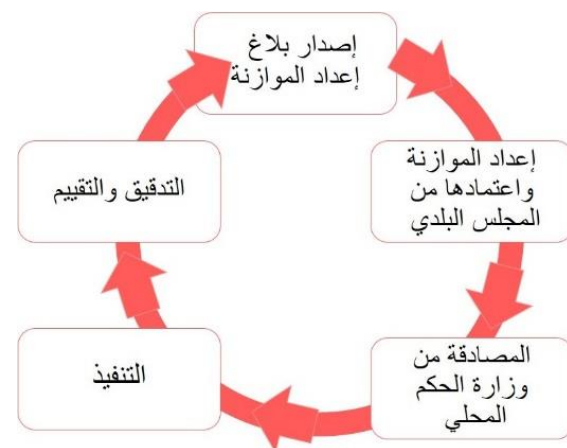 إصدار بلاغ
إعداد الموازنة
إعداد الموازنة
واعتمادها من
المجلس البلدي
المصادقة من
وزارة الحكم
المحلي
التنفيذ
التدقيق والتقييم